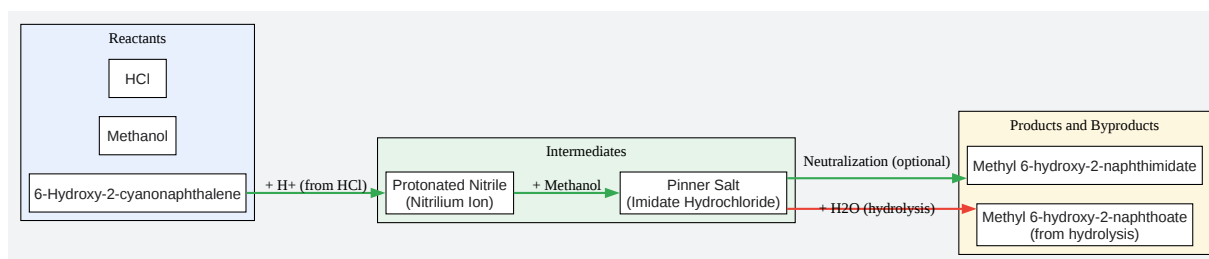 Reactants
HCl
Methanol
6-Hydroxy-2-cyanonaphthalene
+ H+ (from HCl)
Intermediates
Protonated Nitrile
(Nitrilium Ion)
+ Methanol
Pinner Salt
(Imidate Hydrochloride)
Neutralization (optional)
+ H2O (hydrolysis)
Products and Byproducts
Methyl 6-hydroxy-2-naphthimidate
Methyl 6-hydroxy-2-naphthoate
(from hydrolysis)